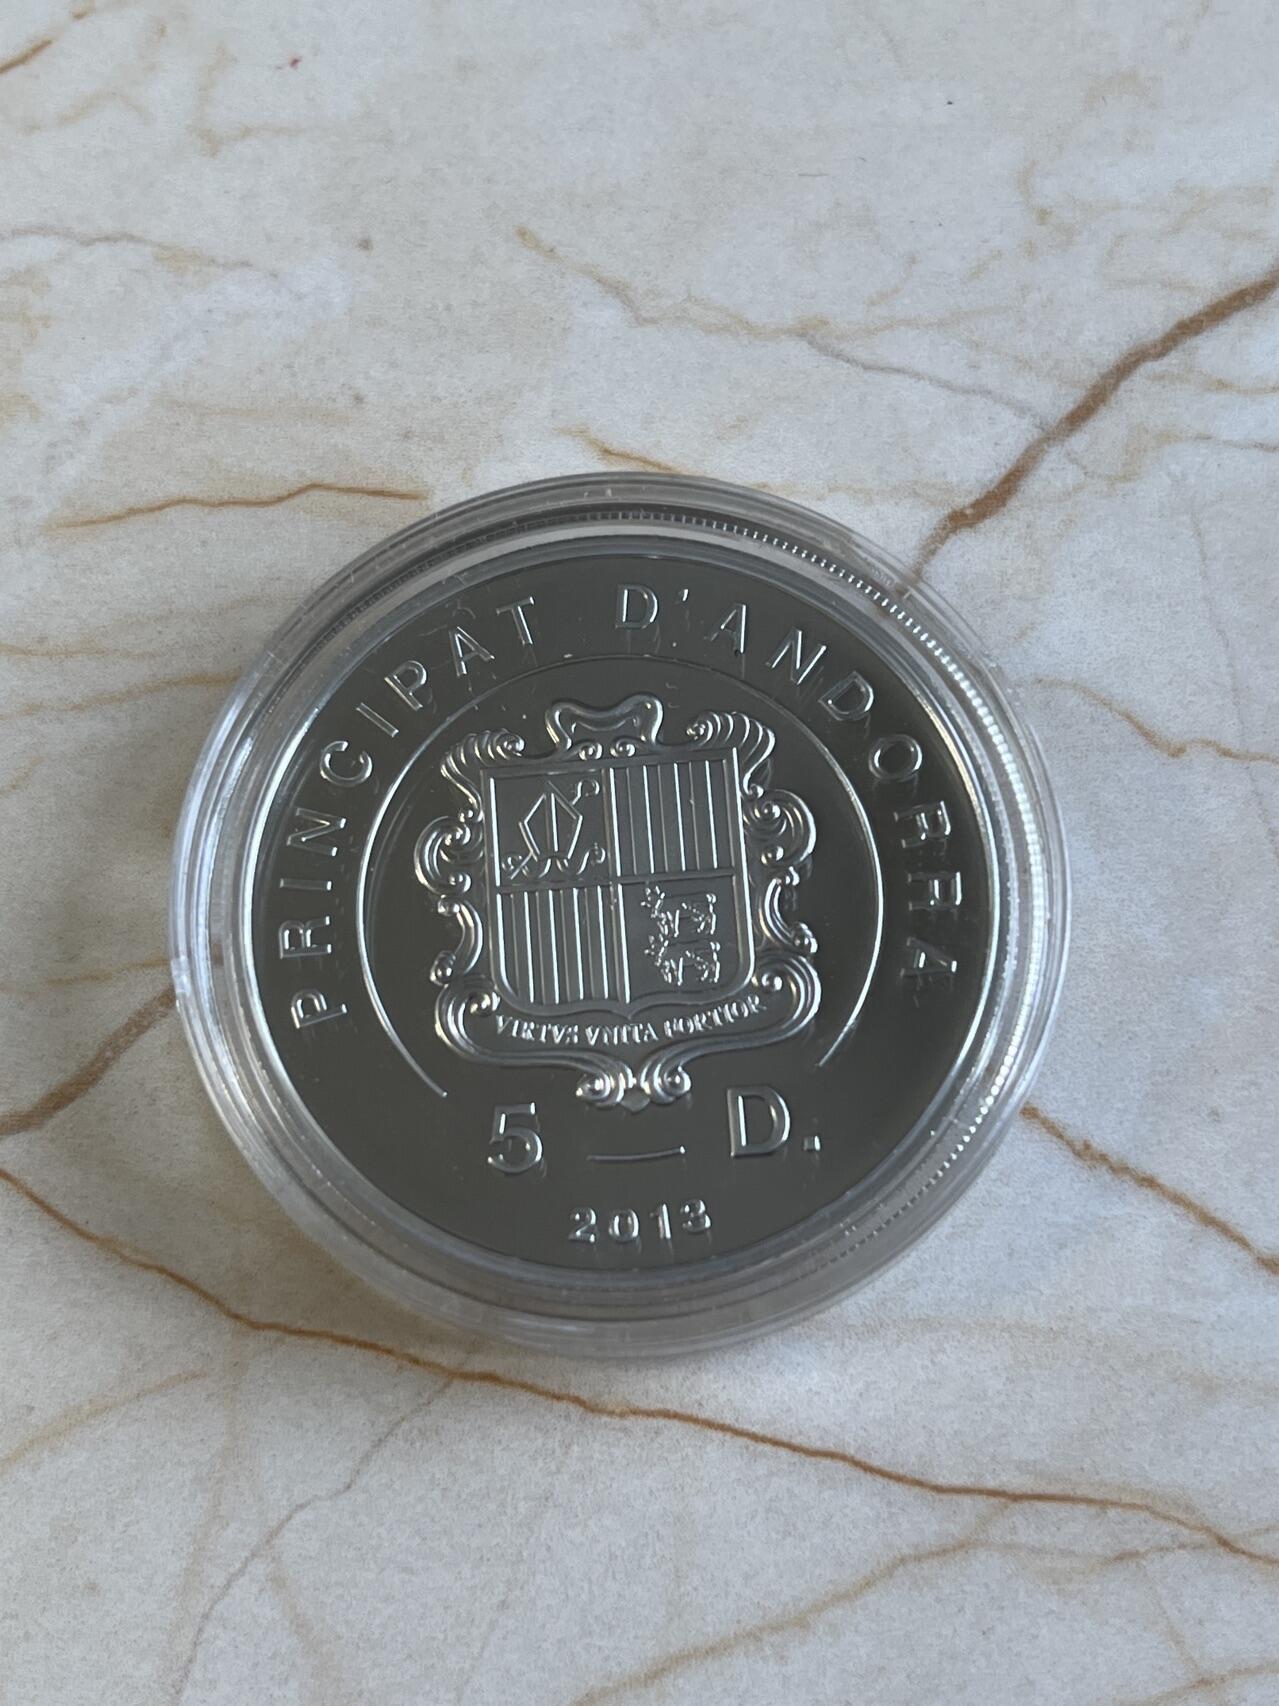 PRINCIPAT D'ANDORRA
VIRTVS VNITA FORTIOR
5 — D.
2013